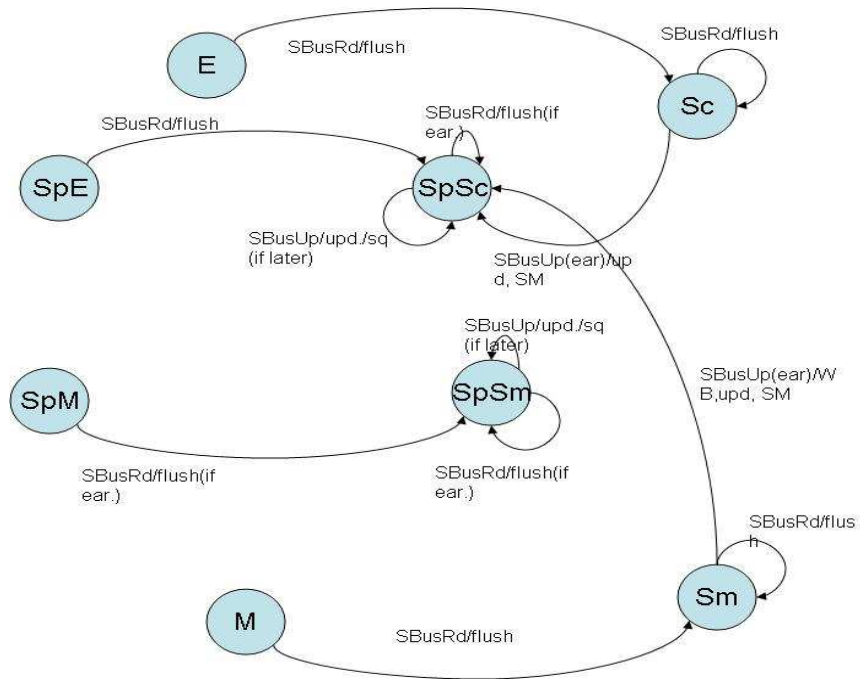 E
SBusRd/flush
SBusRd/flush
Sc
SBusRd/flush
SBusRd/flush(if
ear.)
SpE
SpSc
SBusUp/upd./sq
(if later)
SBusUp(ear)/up
d, SM
SBusUp/upd./sq
(if later)
SpM
SpSm
SBusUp(ear)/W
B,upd, SM
SBusRd/flush(if
ear.)
SBusRd/flush(if
ear.)
SBusRd/flus
h
Sm
M
SBusRd/flush